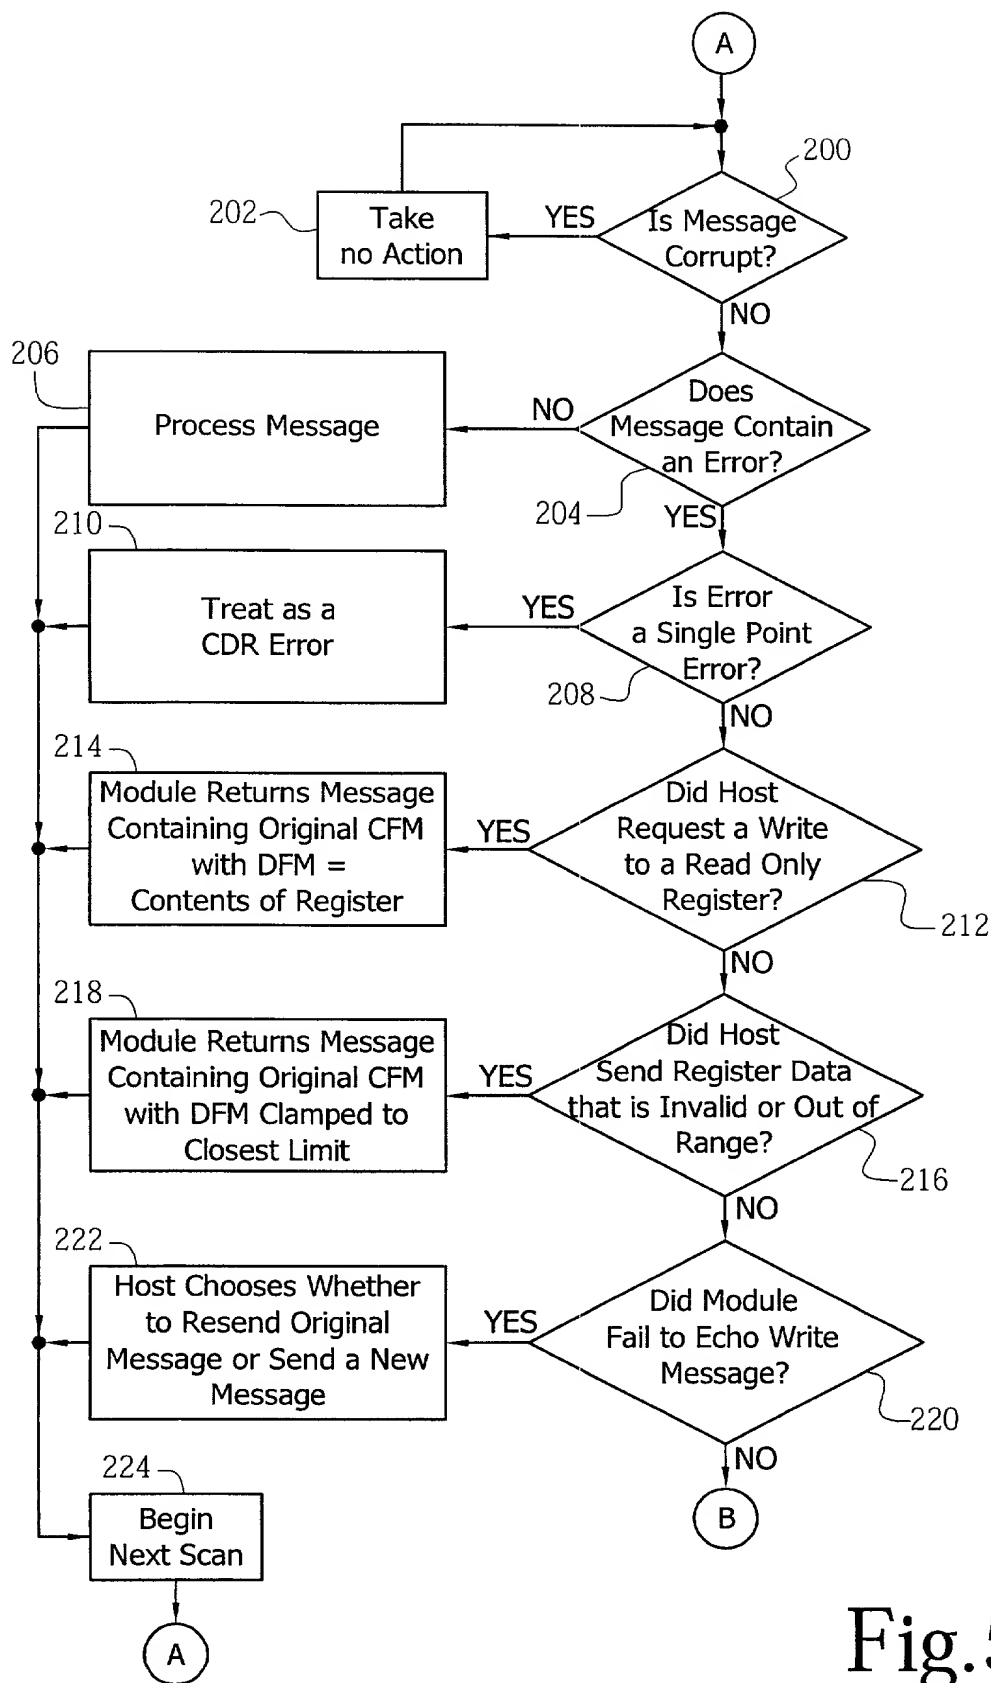 A
200
202
Take
no Action
YES
Is Message
Corrupt?
NO
206
Process Message
NO
Does
Message Contain
an Error?
204
YES
210
Treat as a
CDR Error
YES
Is Error
a Single Point
Error?
208
NO
214
Module Returns Message
Containing Original CFM
with DFM =
Contents of Register
YES
Did Host
Request a Write
to a Read Only
Register?
212
NO
218
Module Returns Message
Containing Original CFM
with DFM Clamped to
Closest Limit
YES
Did Host
Send Register Data
that is Invalid or Out of
Range?
216
NO
222
Host Chooses Whether
to Resend Original
Message or Send a New
Message
YES
Did Module
Fail to Echo Write
Message?
220
NO
224
Begin
Next Scan
B
A
Fig.5